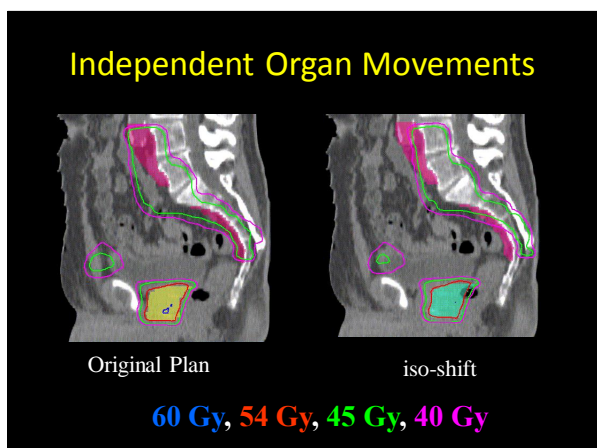 Independent Organ Movements
Original Plan
iso-shift
60 Gy, 54 Gy, 45 Gy, 40 Gy